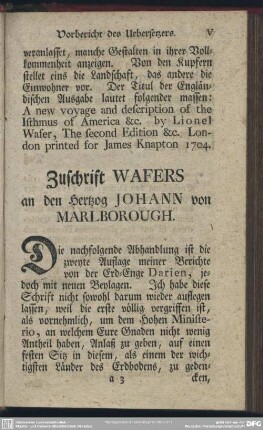 Vorbericht des Uebersetzers. V
veranlasset, manche Gestalten in ihrer Voll-
kommenheit anzeigen. Von den Kupfern
stellet eins die Landschaft, das andere die
Einwohner vor. Der Titul der Englän-
dischen Ausgabe lautet folgender massen:
A new voyage and description of the
Isthmus of America &c. by Lionel
Wafer, The second Edition &c. Lon-
don printed for James Knapton 1704.
Zuschrift WAFERS
an den Hertzog JOHANN von
MARLBOROUGH.
Die nachfolgende Abhandlung ist die
zweyte Auflage meiner Berichte
von der Erd-Enge Darien, je-
doch mit neuen Beylagen. Ich habe diese
Schrift nicht sowohl darum wieder auflegen
lassen, weil die erste völlig vergriffen ist,
als vornehmlich, um dem Hohen Ministe-
rio, an welchem Eure Gnaden nicht wenig
Antheil haben, Anlaß zu geben, auf einen
festen Sitz in diesem, als einem der wich-
tigsten Länder des Erdbodens, zu geden-
a 3 cken,
DFG